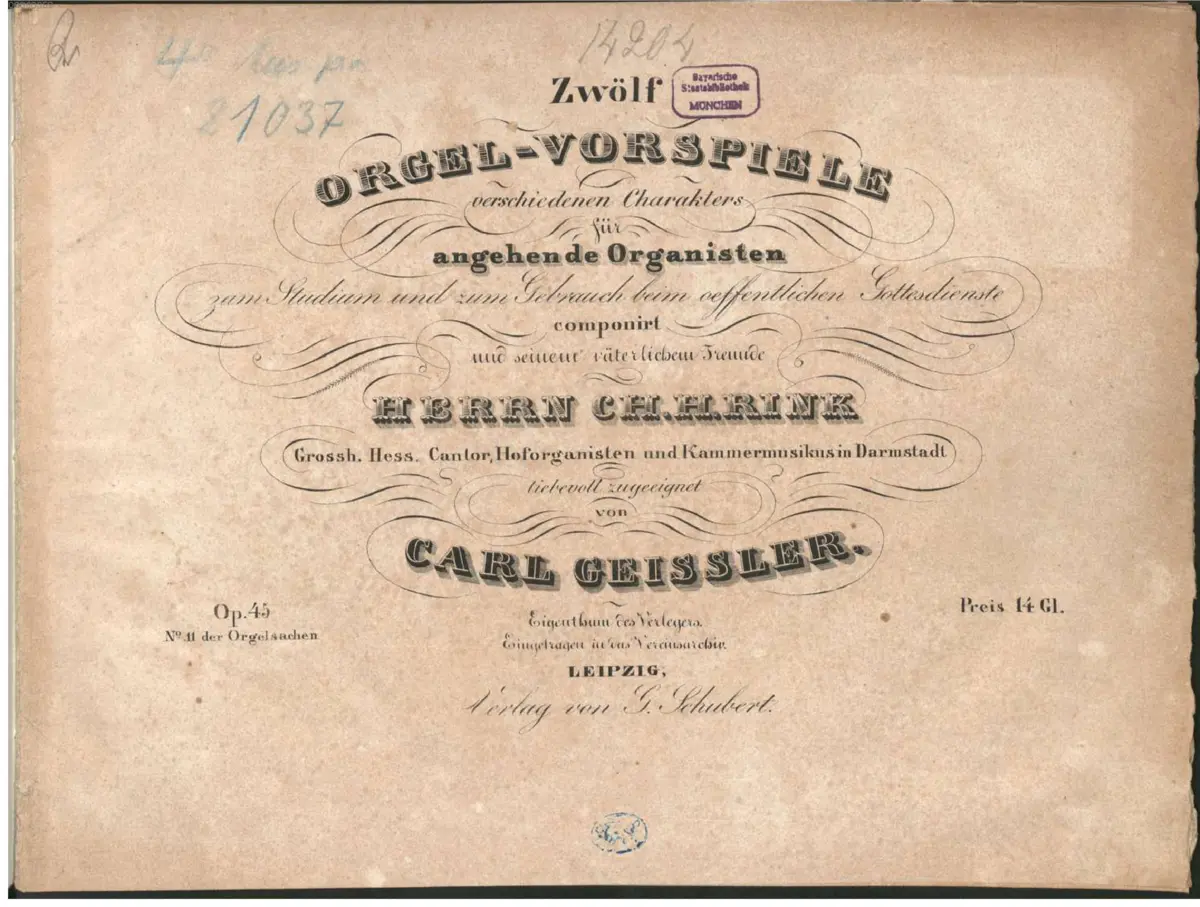 14204
21037
Zwölf
Bayerische
Staatsbibliothek
MÜNCHEN
ORGEL-VORSPIELE
verschiedenen Charakters
für
angehende Organisten
zum Studium und zum Gebrauch beim oeffentlichen Gottesdienste
componirt
und seinem väterlichem Freunde
HERRN CH. H. RINK
Grossh. Hess. Cantor, Hoforganisten und Kammermusikus in Darmstadt
liebevoll zugeeignet
von
CARL GEISSLER.
Op. 45
No. 11 der Orgelsachen
Preis 14 Gl.
Eigenthum des Verlegers.
Eingetragen in das Vereinsarchiv.
LEIPZIG,
Verlag von G. Schubert.